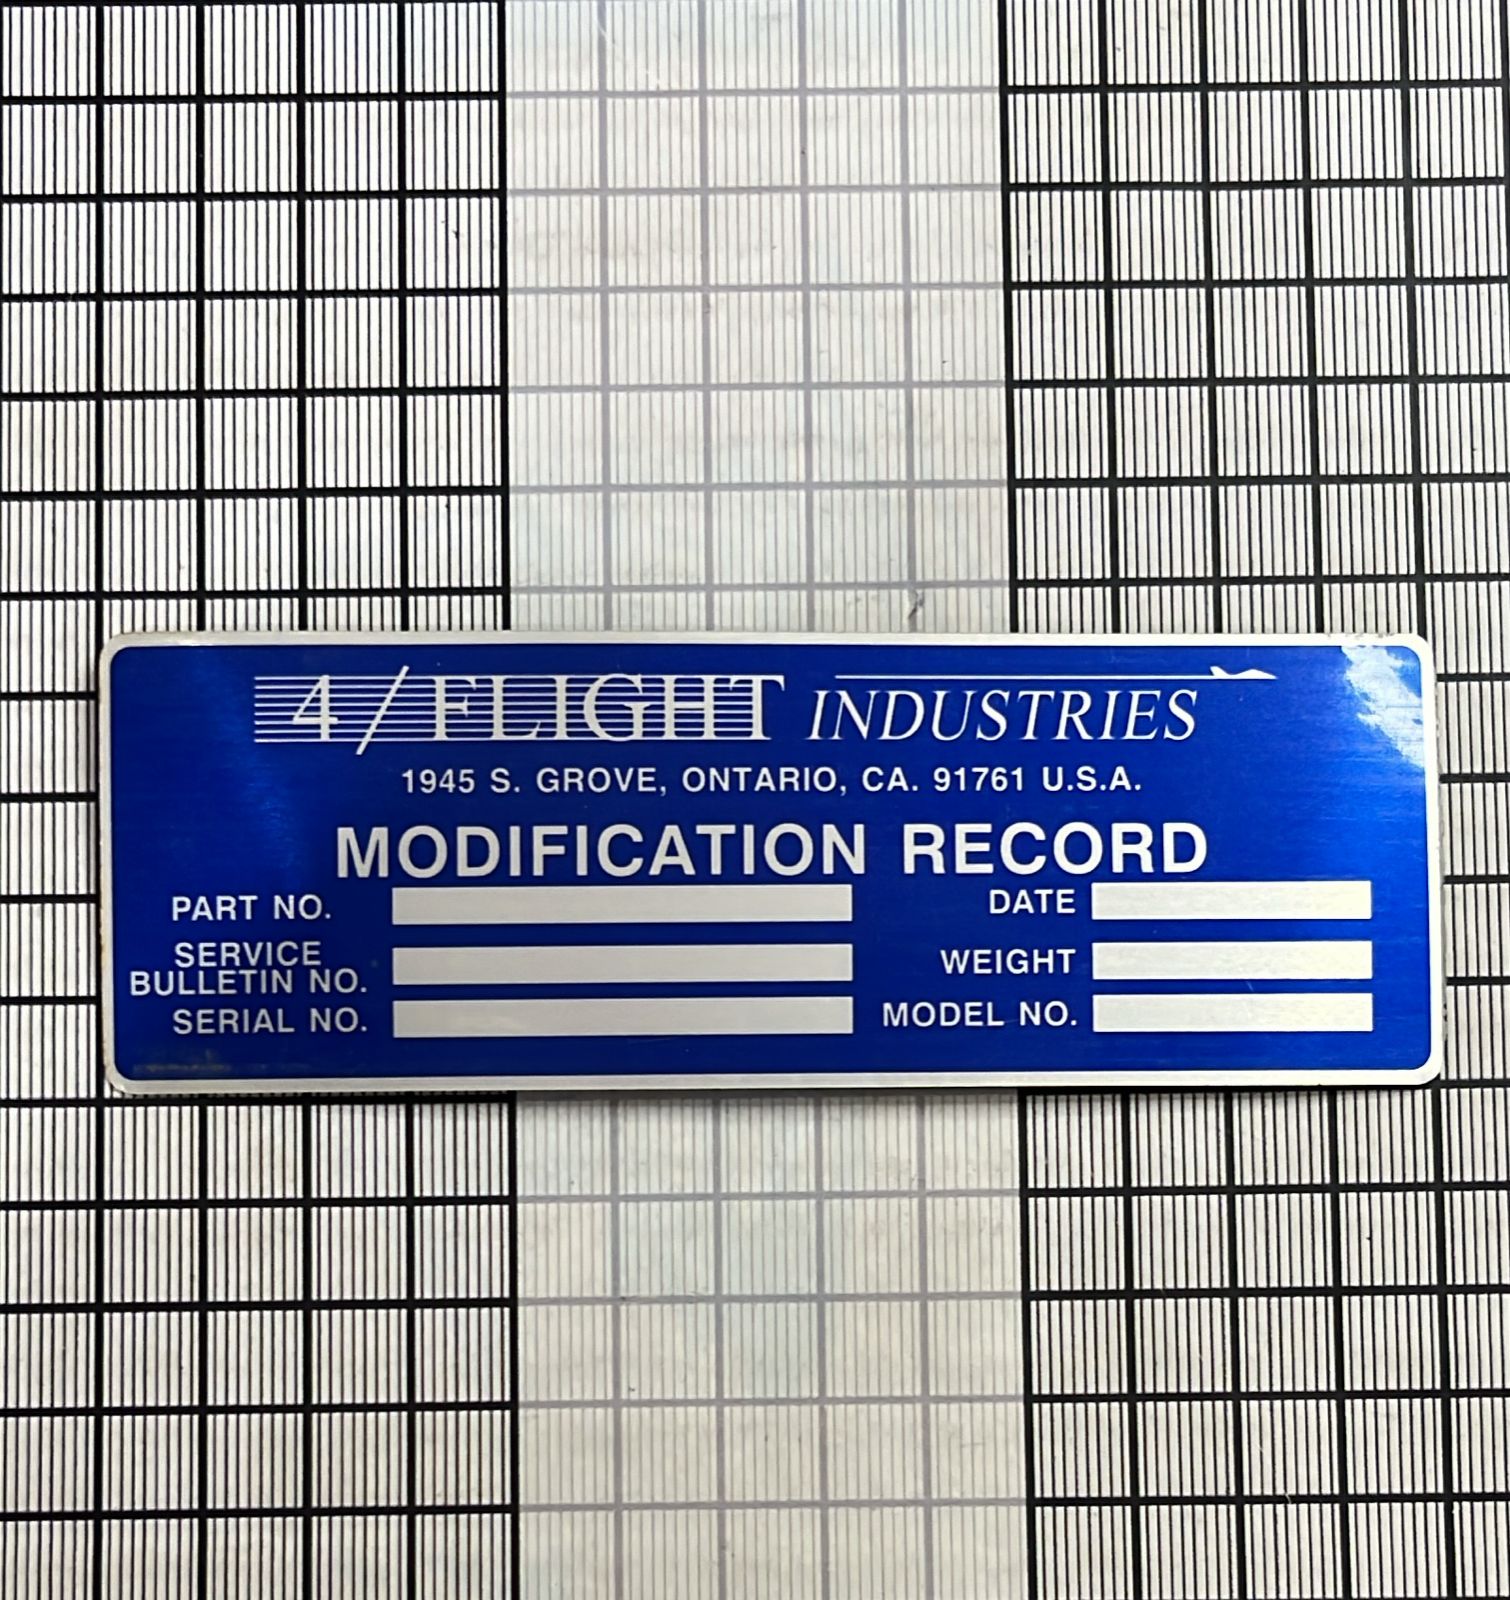 4/FLIGHT INDUSTRIES
1945 S. GROVE, ONTARIO, CA. 91761 U.S.A.
MODIFICATION RECORD
PART NO.
DATE
SERVICE
BULLETIN NO.
WEIGHT
SERIAL NO.
MODEL NO.